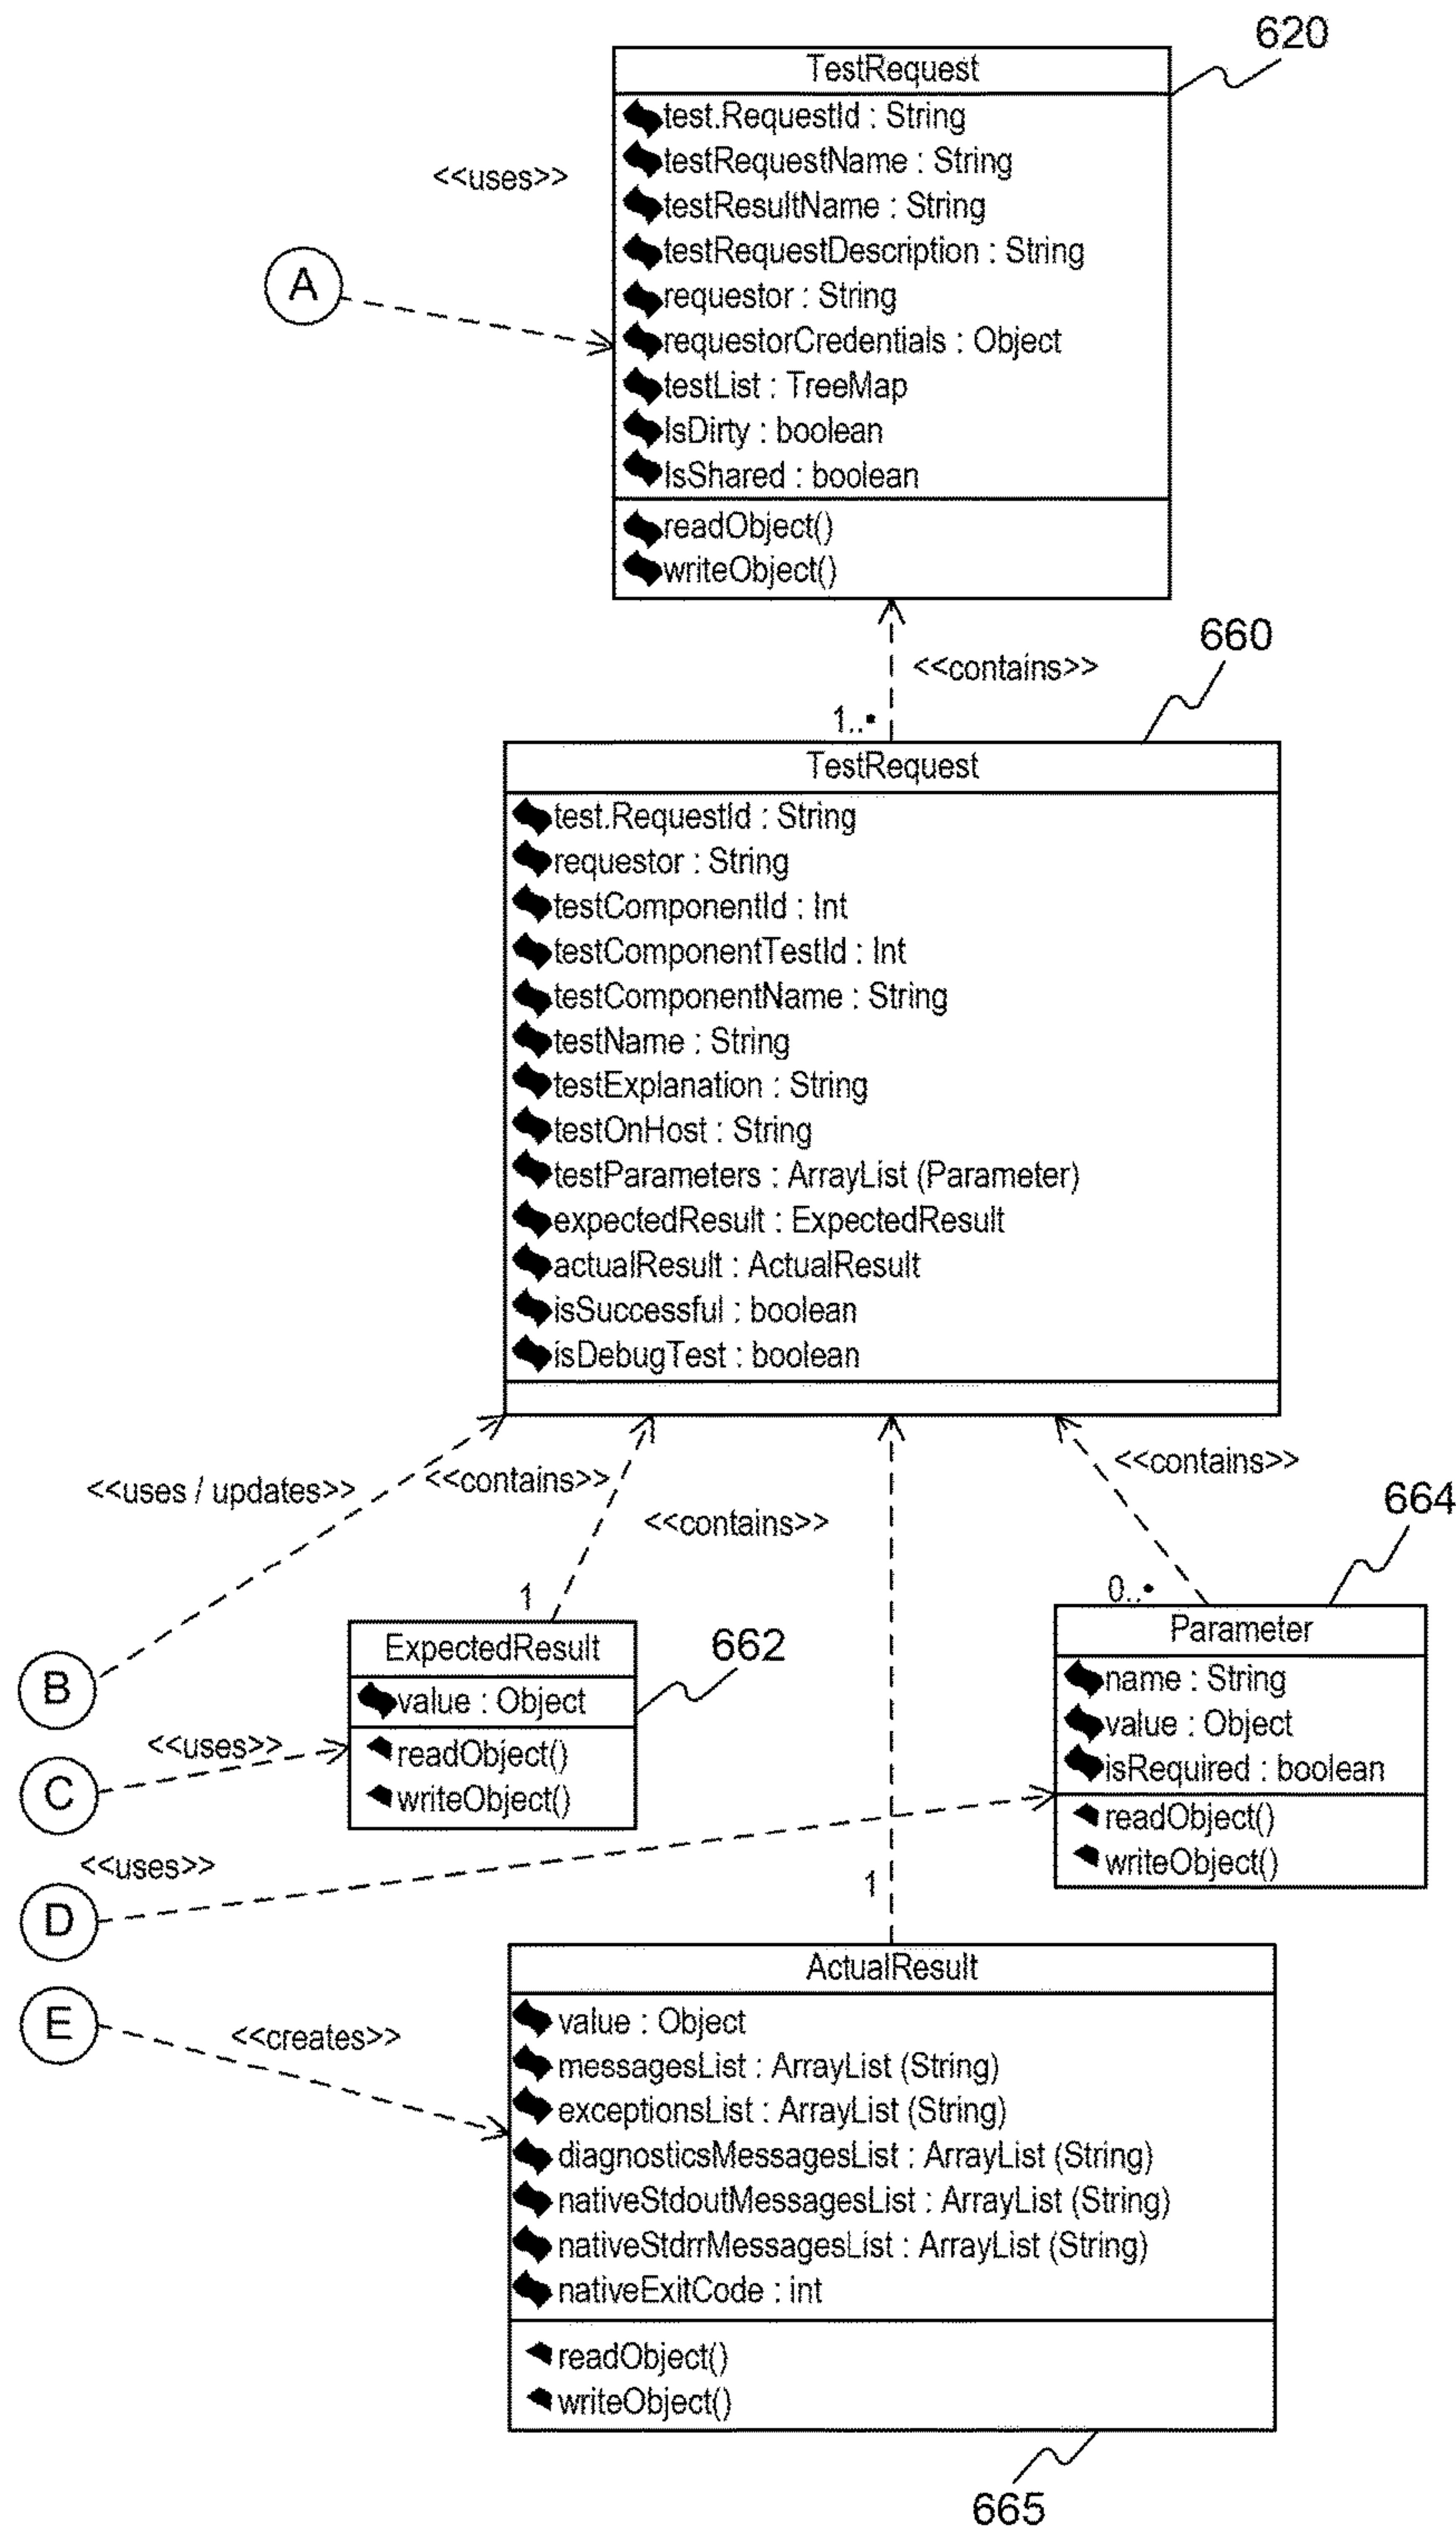 620
TestRequest
test.RequestId : String
testRequestName : String
<<uses>>
testResultName : String
testRequestDescription : String
A
requestor : String
requestorCredentials : Object
testList : TreeMap
IsDirty : boolean
IsShared : boolean
readObject()
writeObject()
660
<<contains>>
1..*
TestRequest
test.RequestId : String
requestor : String
testComponentId : Int
testComponentTestId : Int
testComponentName : String
testName : String
testExplanation : String
testOnHost : String
testParameters : ArrayList (Parameter)
expectedResult : ExpectedResult
actualResult : ActualResult
isSuccessful : boolean
isDebugTest : boolean
<<uses / updates>>
<<contains>>
<<contains>>
<<contains>>
664
1
0..*
ExpectedResult
662
Parameter
B
value : Object
name : String
value : Object
isRequired : boolean
<<uses>>
readObject()
C
writeObject()
readObject()
writeObject()
<<uses>>
D
1
ActualResult
E
<<creates>>
value : Object
messagesList : ArrayList (String)
exceptionsList : ArrayList (String)
diagnosticsMessagesList : ArrayList (String)
nativeStdoutMessagesList : ArrayList (String)
nativeStdrrMessagesList : ArrayList (String)
nativeExitCode : int
readObject()
writeObject()
665